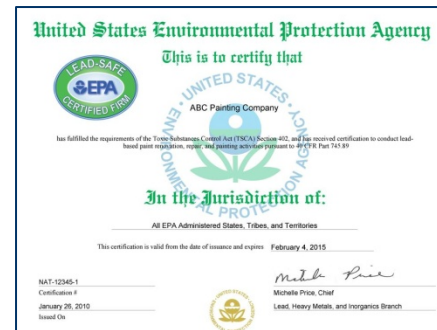 United States Environmental Protection Agency
This is to certify that
LEAD-SAFE
EPA
CERTIFIED FIRM
UNITED STATES
ENVIRONMENTAL PROTECTION AGENCY
ABC Painting Company
has fulfilled the requirements of the Toxic Substances Control Act (TSCA) Section 402, and has received certification to conduct lead-
based paint renovation, repair, and painting activities pursuant to 40 CFR Part 745.89
In the Jurisdiction of:
All EPA Administered States, Tribes, and Territories
This certification is valid from the date of issuance and expires February 4, 2015
NAT-12345-1
Certification #
January 26, 2010
Issued On
Michelle Price
Michelle Price, Chief
Lead, Heavy Metals, and Inorganics Branch